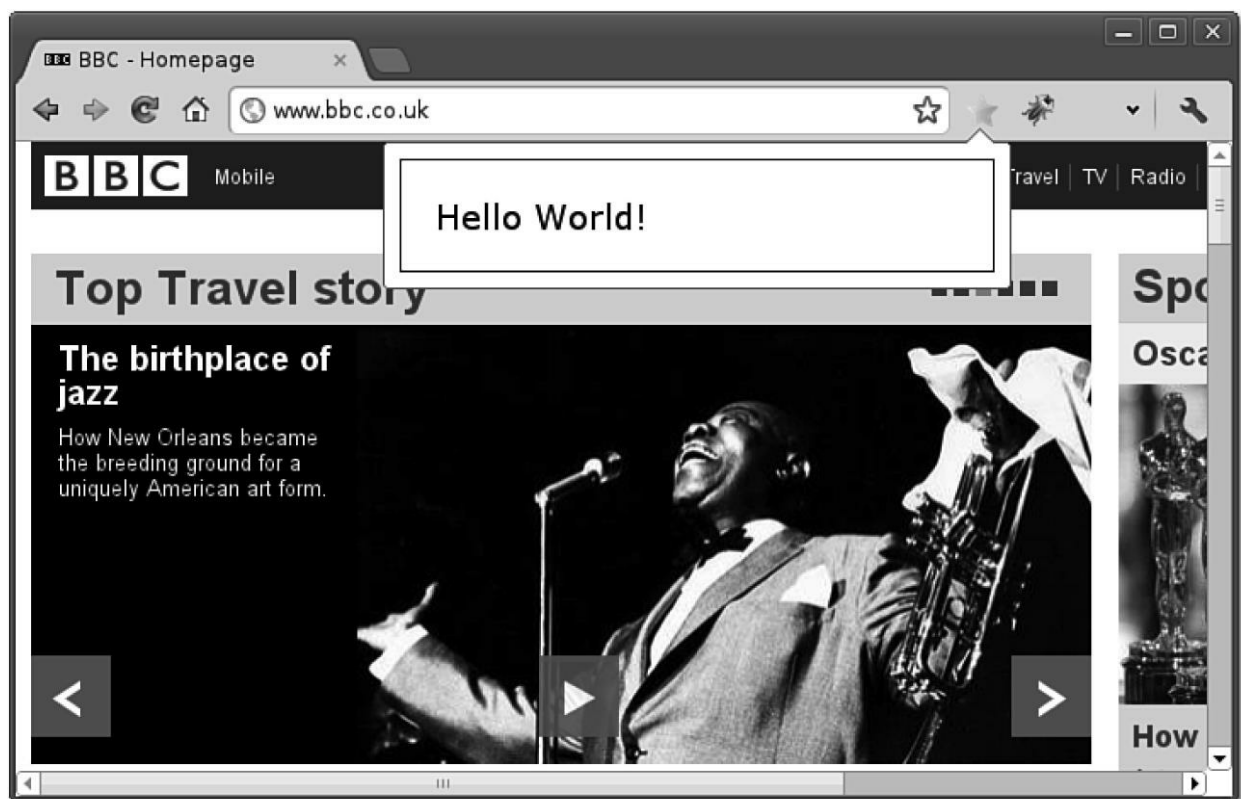 BBC BBC - Homepage
www.bbc.co.uk
BBC Mobile Travel TV Radio
Hello World!
Top Travel story
The birthplace of
jazz
How New Orleans became
the breeding ground for a
uniquely American art form.
Spo
Osca
How